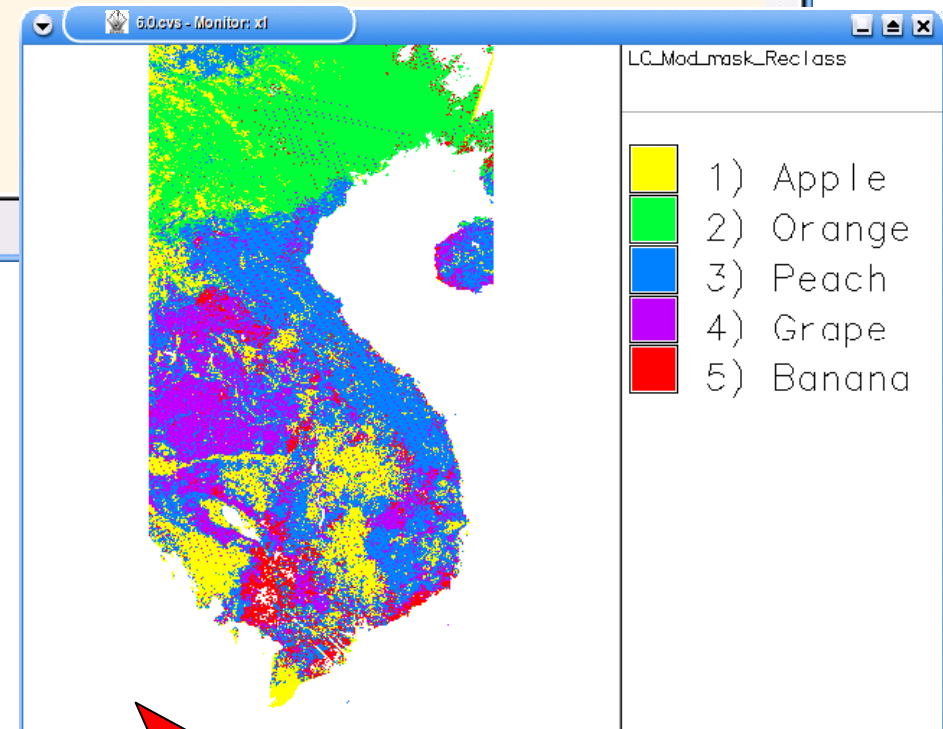 6.0.cvs - Monitor: x1
LC_Mod_mask_Reclass
1) Apple
2) Orange
3) Peach
4) Grape
5) Banana